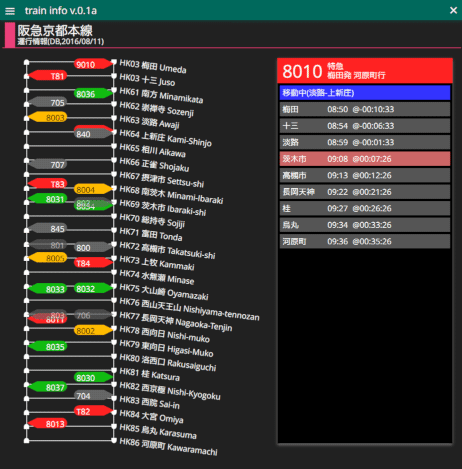 train info v.0.1a
阪急京都本線
運行情報(DB,2016/08/11)
9010 HK03 梅田 Umeda
T81 HK03 十三 Juso
8036 HK61 南方 Minamikata
705 HK62 崇禅寺 Sozenji
8003 HK63 淡路 Awaji
840 HK64 上新庄 Kami-Shinjo
HK65 相川 Aikawa
707 HK66 正雀 Shojaku
HK67 摂津市 Settsu-shi
T83 8004 HK68 南茨木 Minami-Ibaraki
8031 HK69 茨木市 Ibaraki-shi
HK70 総持寺 Sojiji
845 HK71 富田 Tonda
801 800 HK72 高槻市 Takatsuki-shi
8005 T84 HK73 上牧 Kammaki
HK74 水無瀬 Minase
8033 8032 HK75 大山崎 Oyamazaki
HK76 西山天王山 Nishiyama-tennozan
803 706 HK77 長岡天神 Nagaoka-Tenjin
8011 8002 HK78 西向日 Nishi-muko
8035 HK79 東向日 Higasi-Muko
HK80 洛西口 Rakusaiguchi
8030 HK81 桂 Katsura
8037 HK82 西京極 Nishi-Kyogoku
704 HK83 西院 Sai-in
T82 HK84 大宮 Omiya
8013 HK85 烏丸 Karasuma
HK86 河原町 Kawaramachi
8010 特急
梅田発 河原町行
移動中(淡路-上新庄)
梅田 08:50 @-00:10:33
十三 08:54 @-00:06:33
淡路 08:59 @-00:01:33
茨木市 09:08 @00:07:26
高槻市 09:13 @00:12:26
長岡天神 09:22 @00:21:26
桂 09:27 @00:26:26
烏丸 09:34 @00:33:26
河原町 09:36 @00:35:26